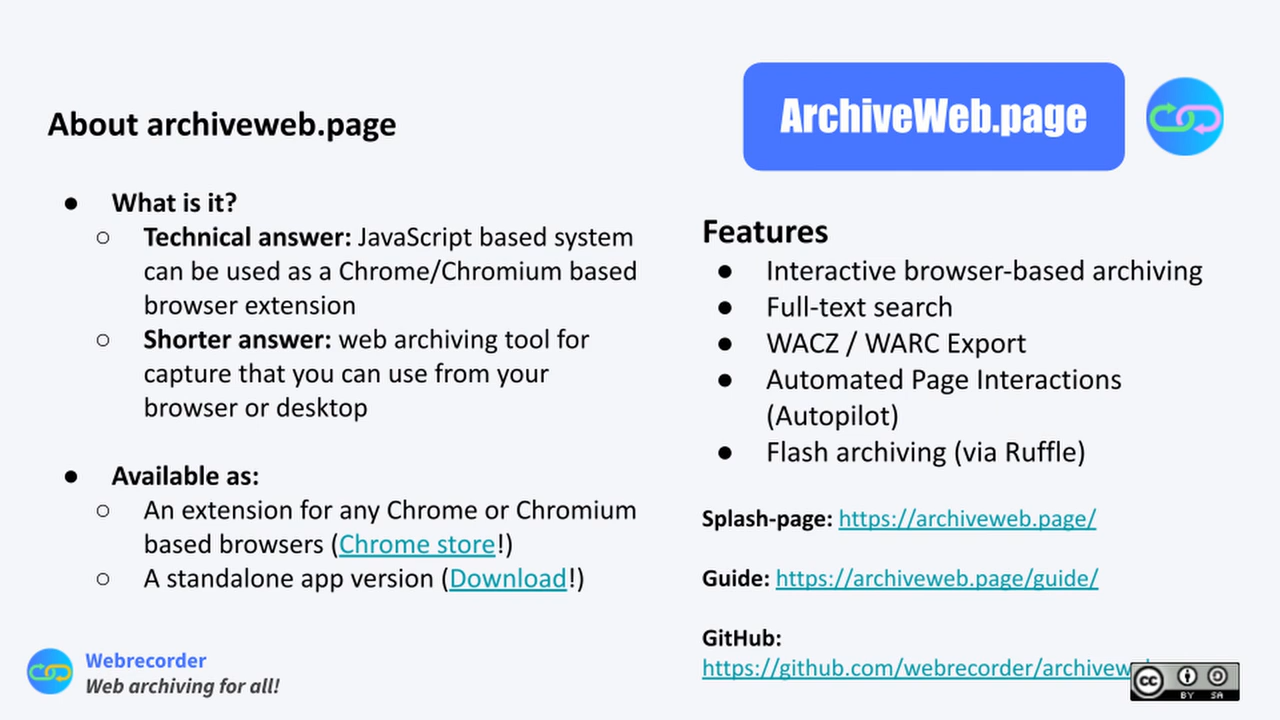 About archiveweb.page
● What is it?
○ Technical answer: JavaScript based system
can be used as a Chrome/Chromium based
browser extension
○ Shorter answer: web archiving tool for
capture that you can use from your
browser or desktop
● Available as:
○ An extension for any Chrome or Chromium
based browsers (Chrome store!)
○ A standalone app version (Download!)
Webrecorder
Web archiving for all!
ArchiveWeb.page
Features
● Interactive browser-based archiving
● Full-text search
● WACZ / WARC Export
● Automated Page Interactions
(Autopilot)
● Flash archiving (via Ruffle)
Splash-page: https://archiveweb.page/
Guide: https://archiveweb.page/guide/
GitHub:
https://github.com/webrecorder/archivew
cc BY SA